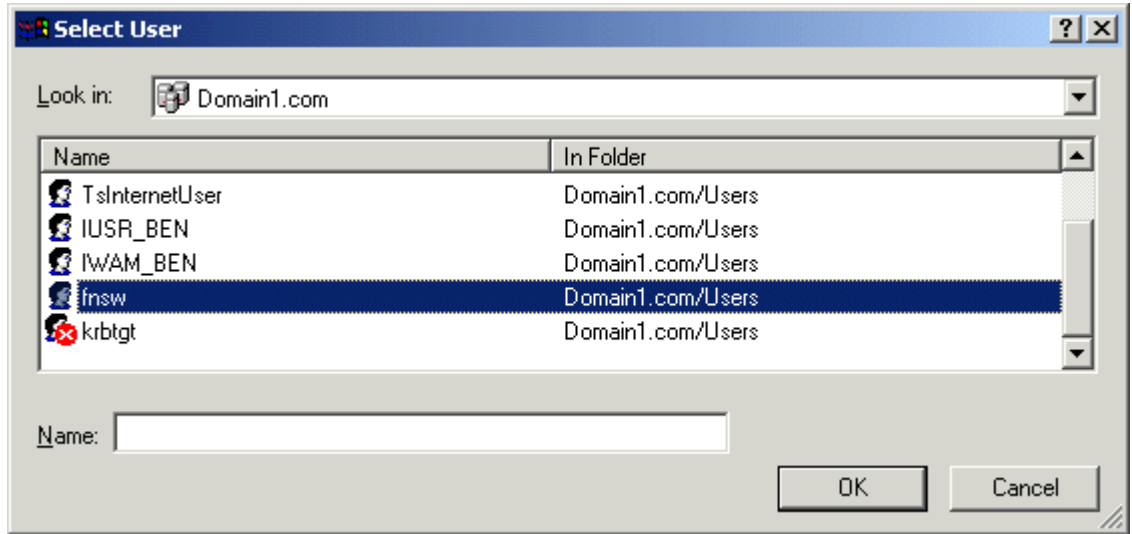 Select User
Look in: Domain1.com
Name In Folder
TsInternetUser Domain1.com/Users
IUSR_BEN Domain1.com/Users
IWAM_BEN Domain1.com/Users
fnsw Domain1.com/Users
krbtgt Domain1.com/Users
Name:
OK Cancel